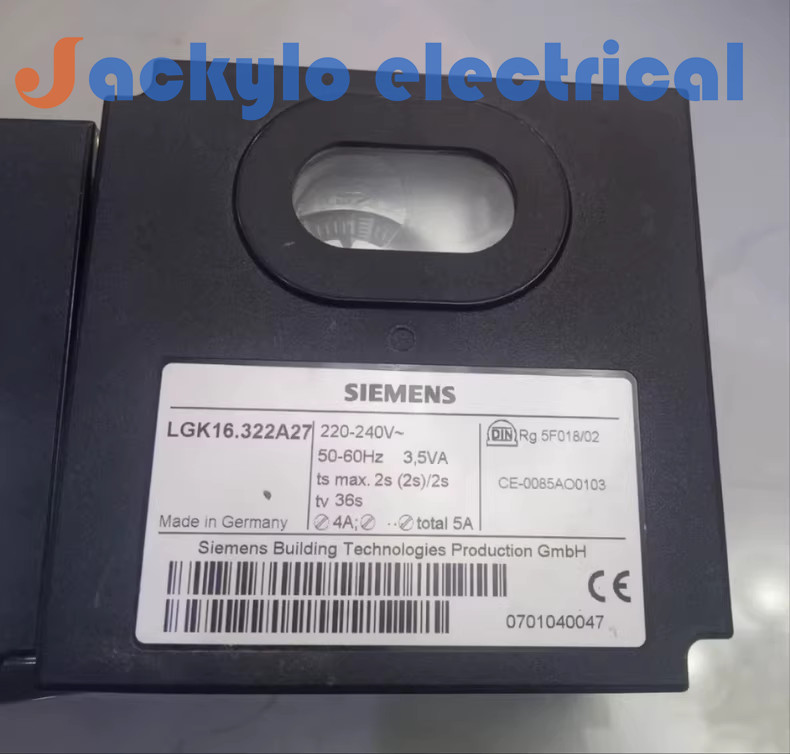 Jackylo electrical
SIEMENS
LGK16.322A27
220-240V~
50-60Hz 3,5VA
ts max. 2s (2s)/2s
tv 36s
4A; ·· total 5A
Made in Germany
DIN Rg 5F018/02
CE-0085AO0103
Siemens Building Technologies Production GmbH
CE
0701040047